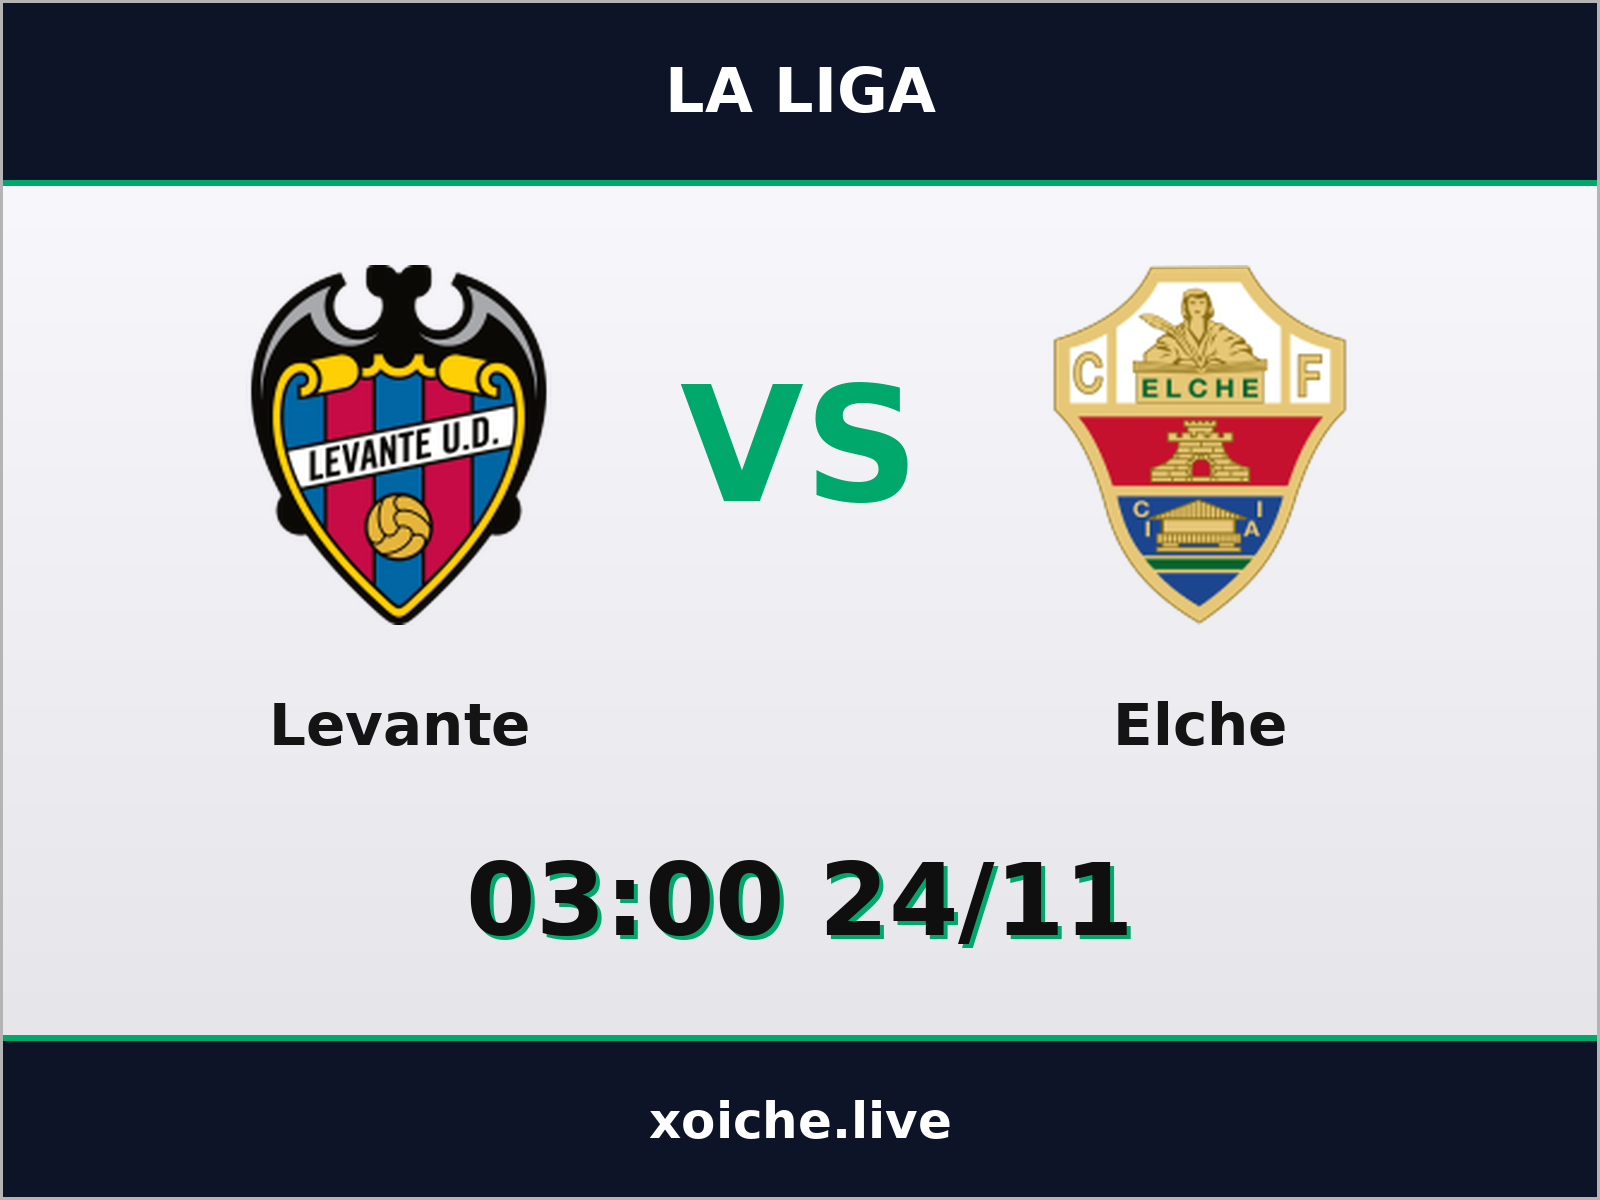 LA LIGA
LEVANTE U.D.
C F
ELCHE
C I
I A
VS
Levante
Elche
03:00 24/11
xoiche.live